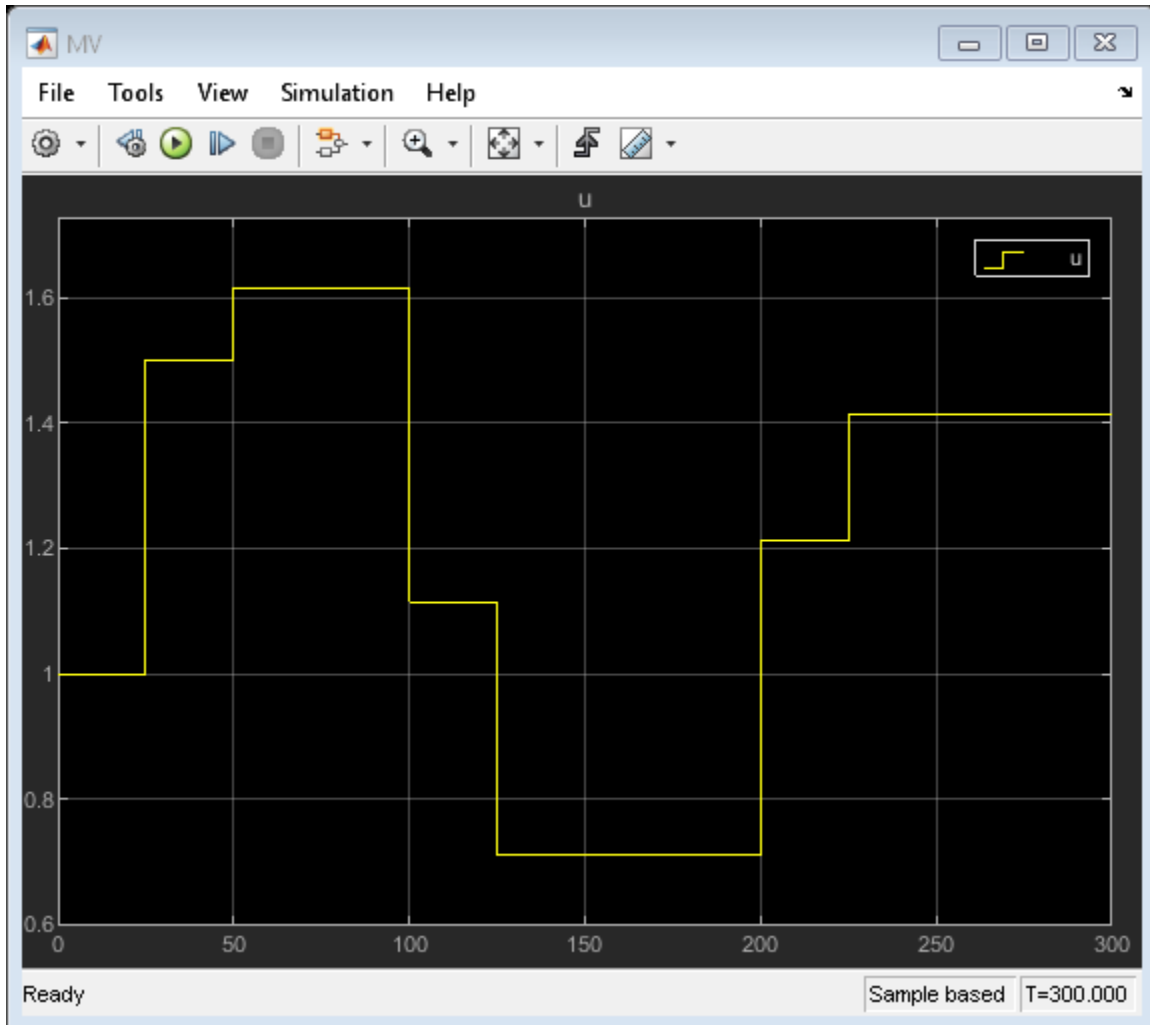 MV
File Tools View Simulation Help
u
u
1.6
1.4
1.2
1
0.8
0.6
0 50 100 150 200 250 300
Ready Sample based T=300.000